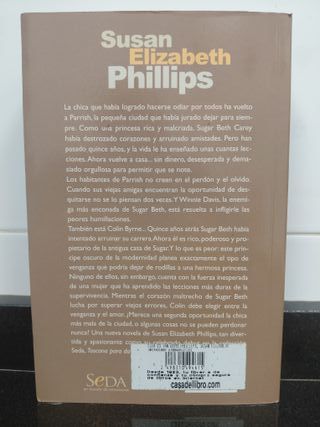 Susan
Elizabeth
Phillips
La chica que había logrado hacerse odiar por todos ha vuelto
a Parrish, la pequeña ciudad que había jurado dejar para siem-
pre. Como una princesa rica y malcriada, Sugar Beth Carey
había destrozado corazones y arruinado amistades. Pero han
pasado quince años, y la vida le ha enseñado unas cuantas lec-
ciones. Ahora vuelve a casa... sin dinero, desesperada y dema-
siado orgullosa para permitir que se note.
Los habitantes de Parrish no creen en el perdón y el olvido.
Cuando sus viejas amigas encuentran la oportunidad de des-
quitarse no se lo piensan dos veces. Y Winnie Davis, la enemi-
ga más enconada de Sugar Beth, está resuelta a infligirle las
peores humillaciones.
También está Colin Byrne... Quince años atrás Sugar Beth había
intentado arruinar su carrera. Ahora él es rico, poderoso y pro-
pietario de la antigua casa de Sugar. Y lo que es peor: este prín-
cipe oscuro de la modernidad planea exactamente el tipo de
venganza que podría dejar de rodillas a una hermosa princesa.
Ninguno de ellos, sin embargo, cuenta con la fuerza inesperada
de una mujer que ha aprendido las lecciones más duras de la
supervivencia. Mientras el corazón maltrecho de Sugar Beth
lucha por superar viejos errores, Colin debe elegir entre la
venganza y el amor. ¿Merece una segunda oportunidad la chica
más mala de la ciudad, o algunas cosas no se pueden perdonar
nunca? Una nueva novela de Susan Elizabeth Phillips, tan diver-
tida y apasionante como
Seda, Toscana para dos
SeDA
casadellibro.com